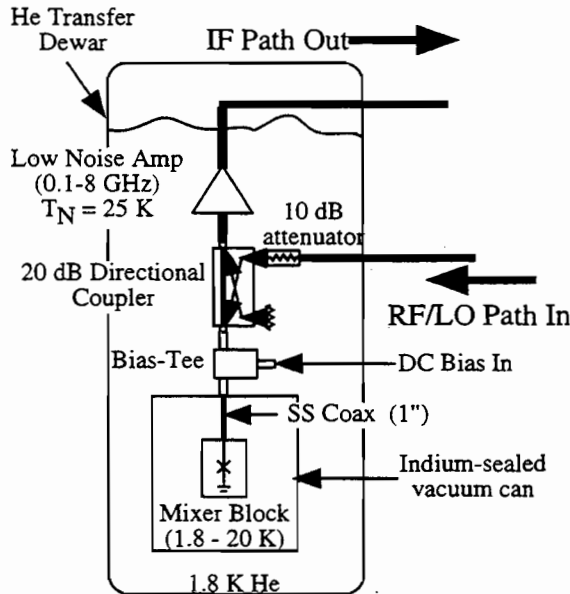 He Transfer
Dewar
IF Path Out
Low Noise Amp
(0.1-8 GHz)
T_N = 25 K
10 dB
attenuator
20 dB Directional
Coupler
RF/LO Path In
Bias-Tee
DC Bias In
SS Coax (1")
Indium-sealed
vacuum can
Mixer Block
(1.8 - 20 K)
1.8 K He